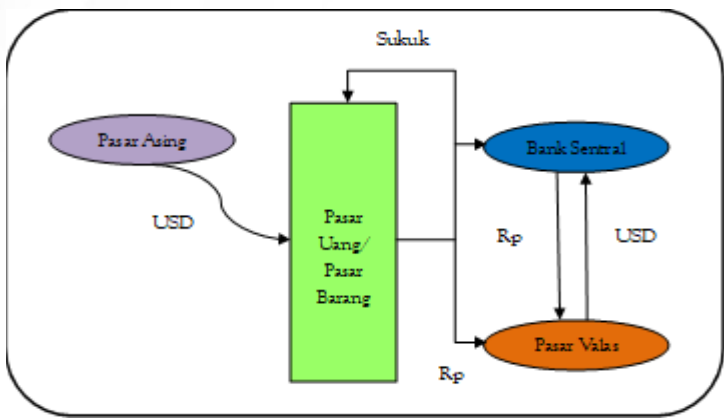 Sukuk
Pasar Asing
Bank Sentral
USD
Pasar
Uang/
Pasar
Barang
Rp
USD
Pasar Valas
Rp